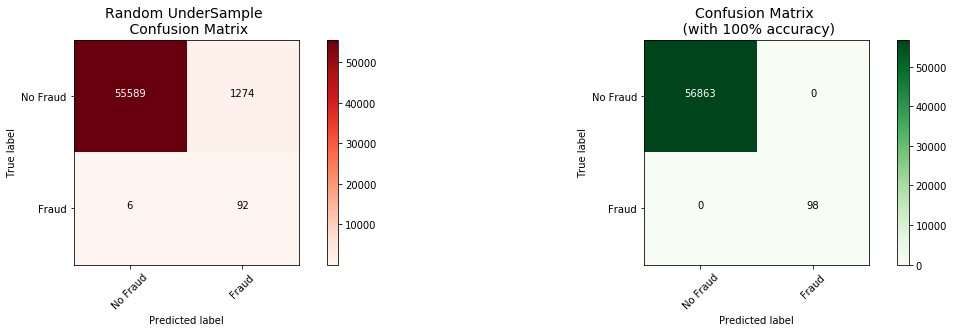 Random UnderSample
Confusion Matrix
No Fraud
Fraud
True label
55589
1274
6
92
No Fraud
Fraud
Predicted label
50000
40000
30000
20000
10000
Confusion Matrix
(with 100% accuracy)
No Fraud
Fraud
True label
56863
0
0
98
No Fraud
Fraud
Predicted label
50000
40000
30000
20000
10000
0